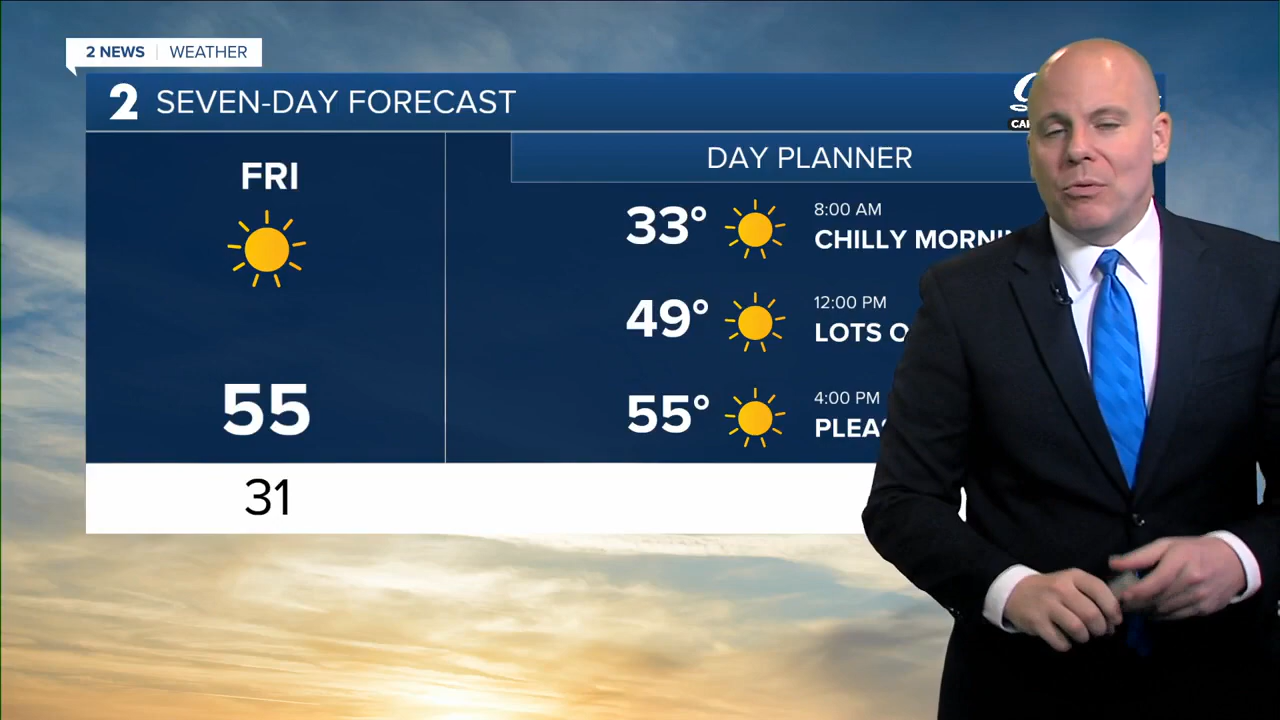 2 NEWS | WEATHER
2 SEVEN-DAY FORECAST
FRI
55
31
DAY PLANNER
33° 8:00 AM
CHILLY
49° 12:00 PM
LOTS
55° 4:00 PM